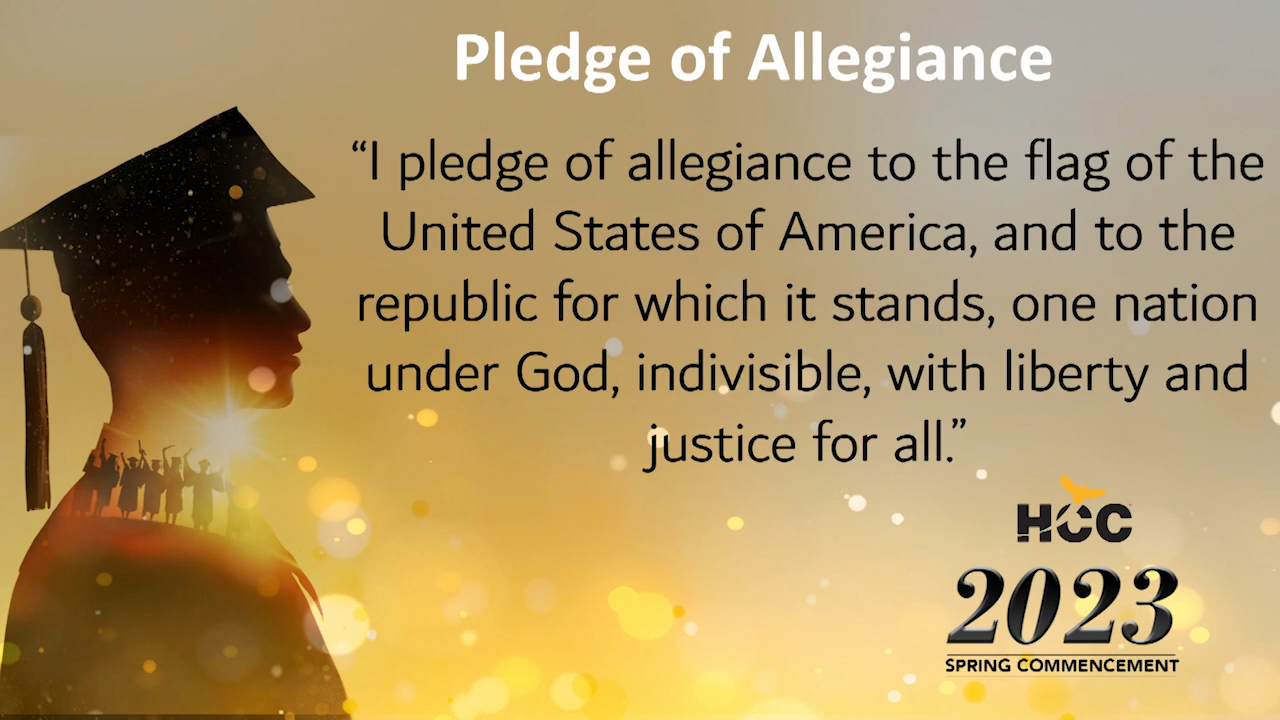 Pledge of Allegiance
“I pledge of allegiance to the flag of the
United States of America, and to the
republic for which it stands, one nation
under God, indivisible, with liberty and
justice for all.”
HCC
2023
SPRING COMMENCEMENT